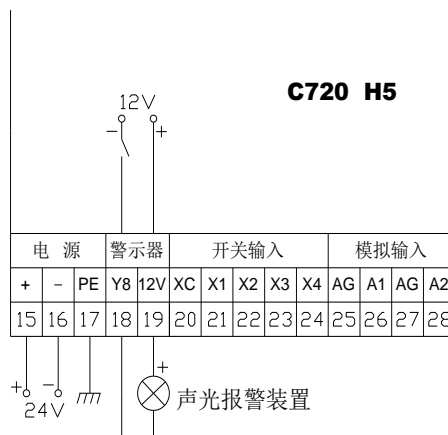 C720 H5
12V
- +
电 源 警示器 开关输入 模拟输入
+ - PE Y8 12V XC X1 X2 X3 X4 AG A1 AG A2
15 16 17 18 19 20 21 22 23 24 25 26 27 28
+ - +
24V
声光报警装置